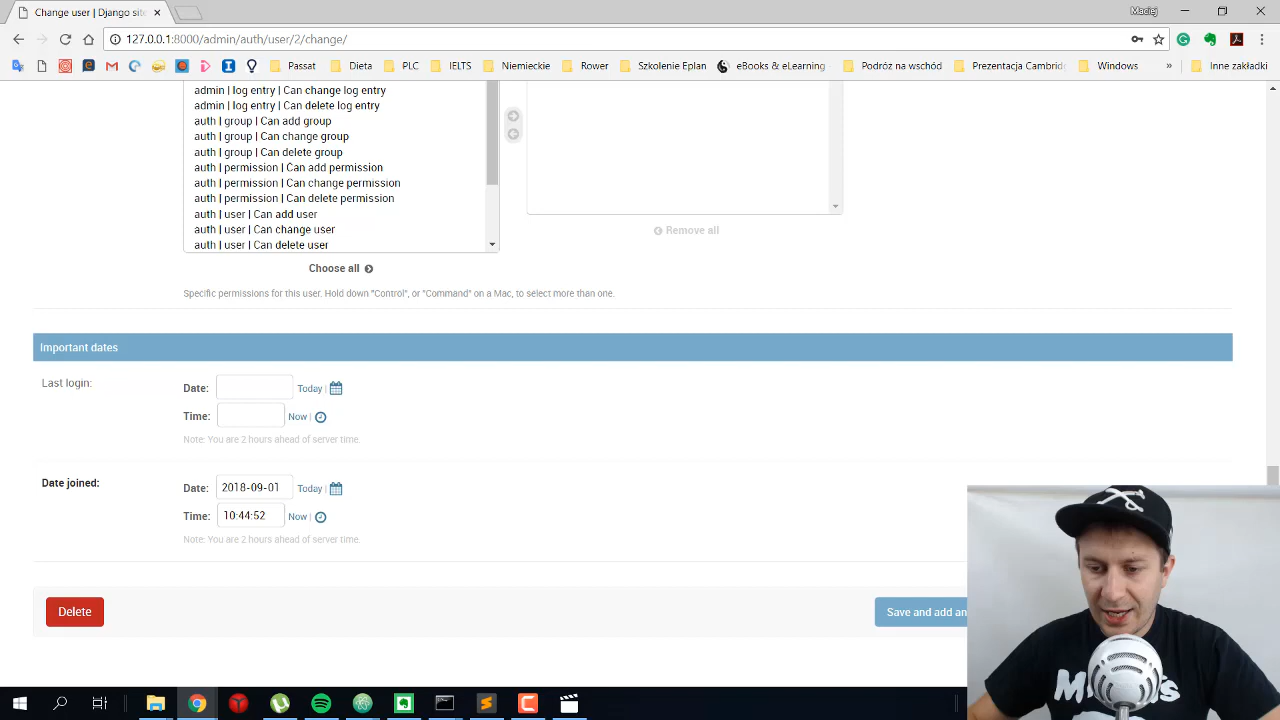 Change user | Django site
Maciej
127.0.0.1:8000/admin/auth/user/2/change/
Passat
Dieta
PLC
IELTS
Niemieckie
Rower
Szkolenie Eplan
eBooks & eLearning
Podróż na wschód
Prezentacja Cambridg
Windows
»
Inne zakładki
admin | log entry | Can change log entry
admin | log entry | Can delete log entry
auth | group | Can add group
auth | group | Can change group
auth | group | Can delete group
auth | permission | Can add permission
auth | permission | Can change permission
auth | permission | Can delete permission
auth | user | Can add user
auth | user | Can change user
auth | user | Can delete user
Remove all
Choose all
Specific permissions for this user. Hold down "Control", or "Command" on a Mac, to select more than one.
Important dates
Last login:
Date:
Today |
Time:
Now |
Note: You are 2 hours ahead of server time.
Date joined:
Date: 2018-09-01
Today |
Time: 10:44:52
Now |
Note: You are 2 hours ahead of server time.
Delete
Save and add an